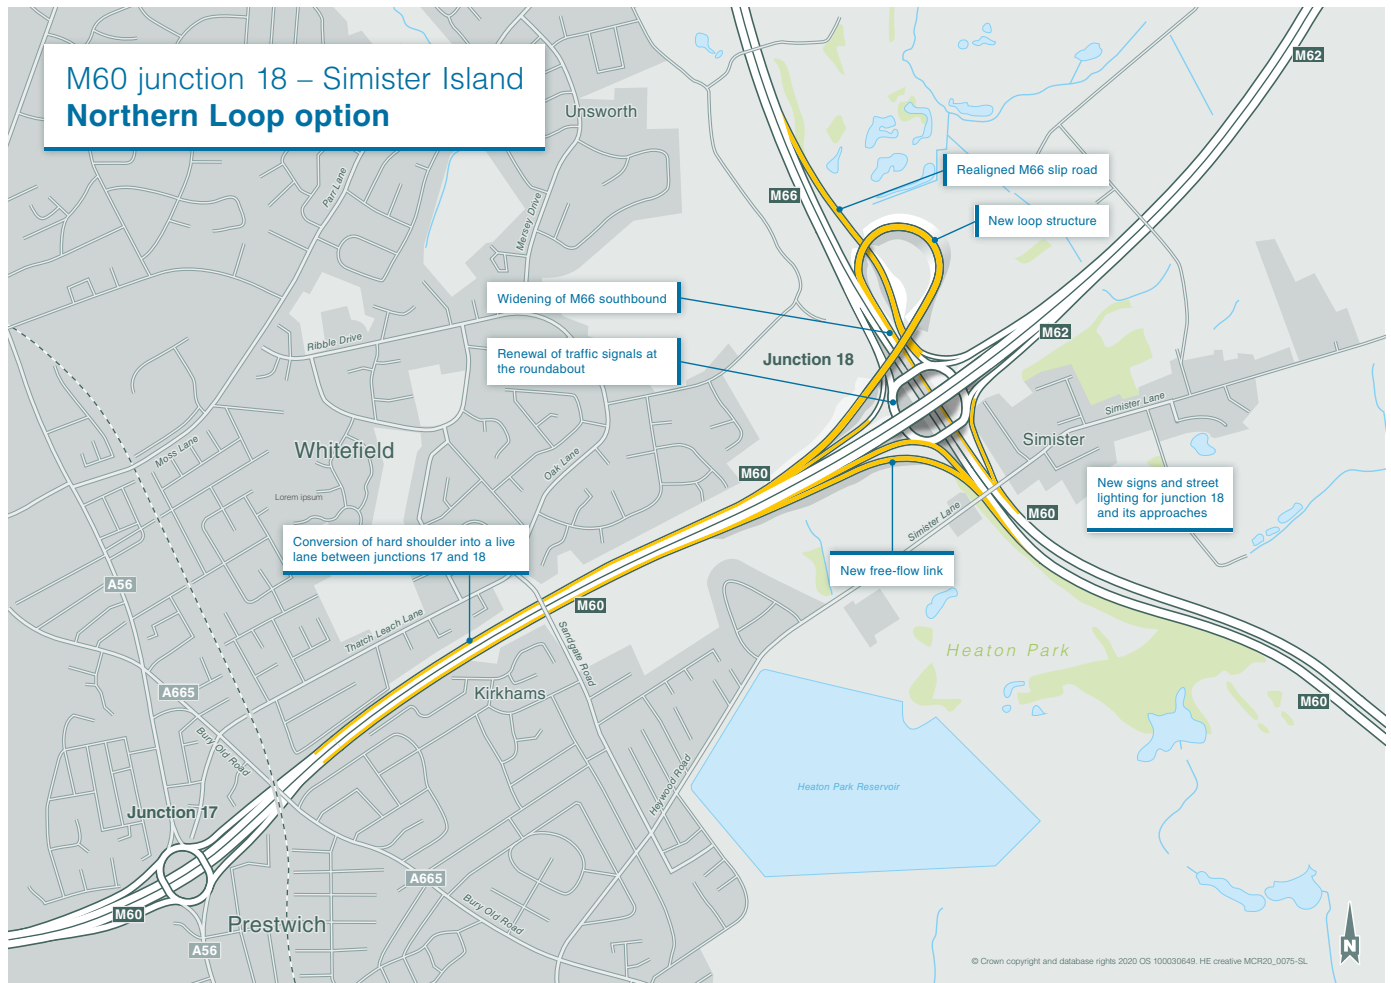 M60 junction 18 – Simister Island
Northern Loop option
Unsworth
M62
Parr Lane
Mersey Drive
M66
Realigned M66 slip road
New loop structure
Widening of M66 southbound
Ribble Drive
Renewal of traffic signals at
the roundabout
Junction 18
M62
Simister Lane
Moss Lane
Whitefield
Oak Lane
Simister
M60
Lorem ipsum
New signs and street
lighting for junction 18
and its approaches
Simister Lane
M60
Conversion of hard shoulder into a live
lane between junctions 17 and 18
New free-flow link
A56
M60
Thatch Leach Lane
Sandgate Road
Heaton Park
A665
Kirkhams
M60
Bury Old Road
Heywood Road
Heaton Park Reservoir
Junction 17
A665
M60
Bury Old Road
Prestwich
A56
N
© Crown copyright and database rights 2020 OS 100030649. HE creative MCR20_0075-SL